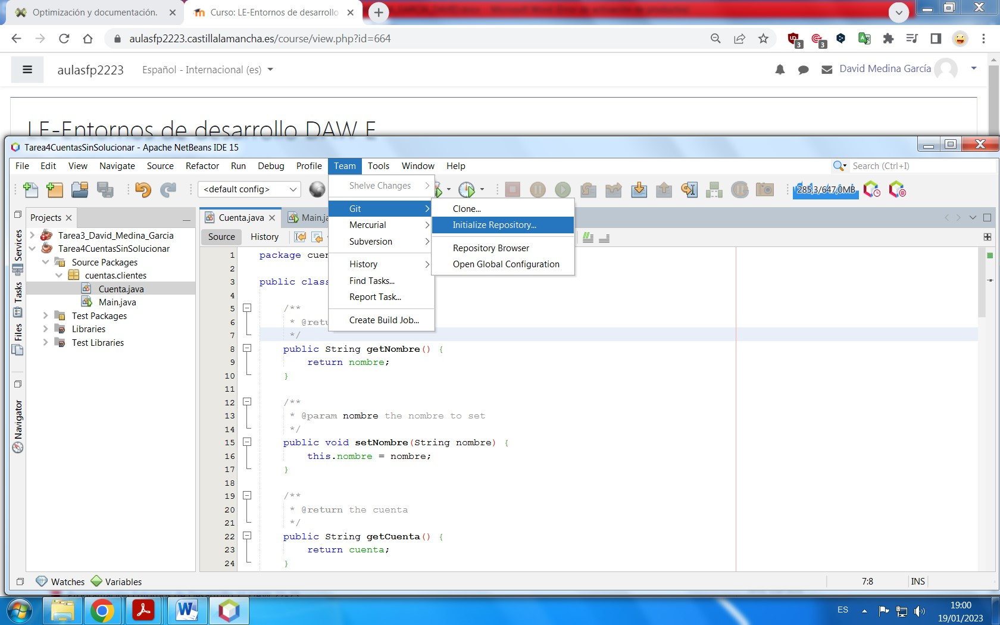 Optimización y documentación.
Curso: LE-Entornos de desarrollo
aulasfp2223.castillalamancha.es/course/view.php?id=664
3
3
aulasfp2223
Español - Internacional (es)
David Medina García
LE-Entornos de desarrollo DAW E
Tarea4CuentasSinSolucionar - Apache NetBeans IDE 15
File Edit View Navigate Source Refactor Run Debug Profile Team Tools Window Help
Search (Ctrl+I)
<default config>
285,3/647,0MB
Shelve Changes
Git
Mercurial
Subversion
History
Find Tasks...
Report Task...
Create Build Job...
Clone...
Initialize Repository...
Repository Browser
Open Global Configuration
Services
Tasks
Files
Navigator
Projects
Tarea3_David_Medina_Garcia
Tarea4CuentasSinSolucionar
Source Packages
cuentas.clientes
Cuenta.java
Main.java
Test Packages
Libraries
Test Libraries
Cuenta.java
Main.ja
Source History
1 package cuen
2
3 public class
4
5 /**
6 * @retu
7 */
8 public String getNombre() {
9 return nombre;
10 }
11
12 /**
13 * @param nombre the nombre to set
14 */
15 public void setNombre(String nombre) {
16 this.nombre = nombre;
17 }
18
19 /**
20 * @return the cuenta
21 */
22 public String getCuenta() {
23 return cuenta;
24 }
Watches Variables
7:8 INS
ES
19:00
19/01/2023